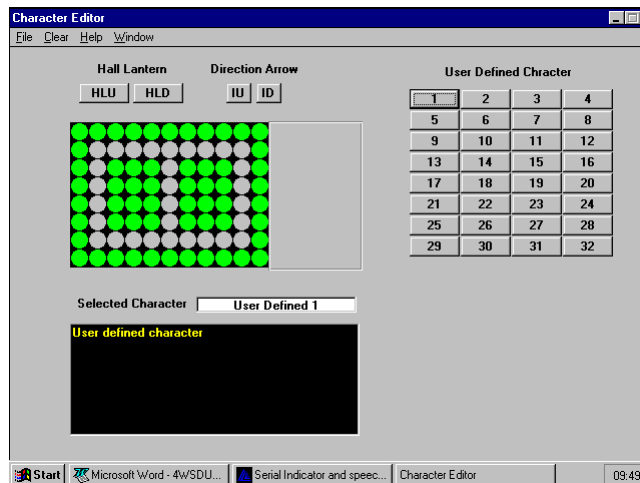 Character Editor
File Clear Help Window
Hall Lantern
Direction Arrow
HLU HLD IU ID
User Defined Chracter
1 2 3 4
5 6 7 8
9 10 11 12
13 14 15 16
17 18 19 20
21 22 23 24
25 26 27 28
29 30 31 32
Selected Character User Defined 1
User defined character
Start Microsoft Word - 4WSDU... Serial Indicator and speec... Character Editor 09:49